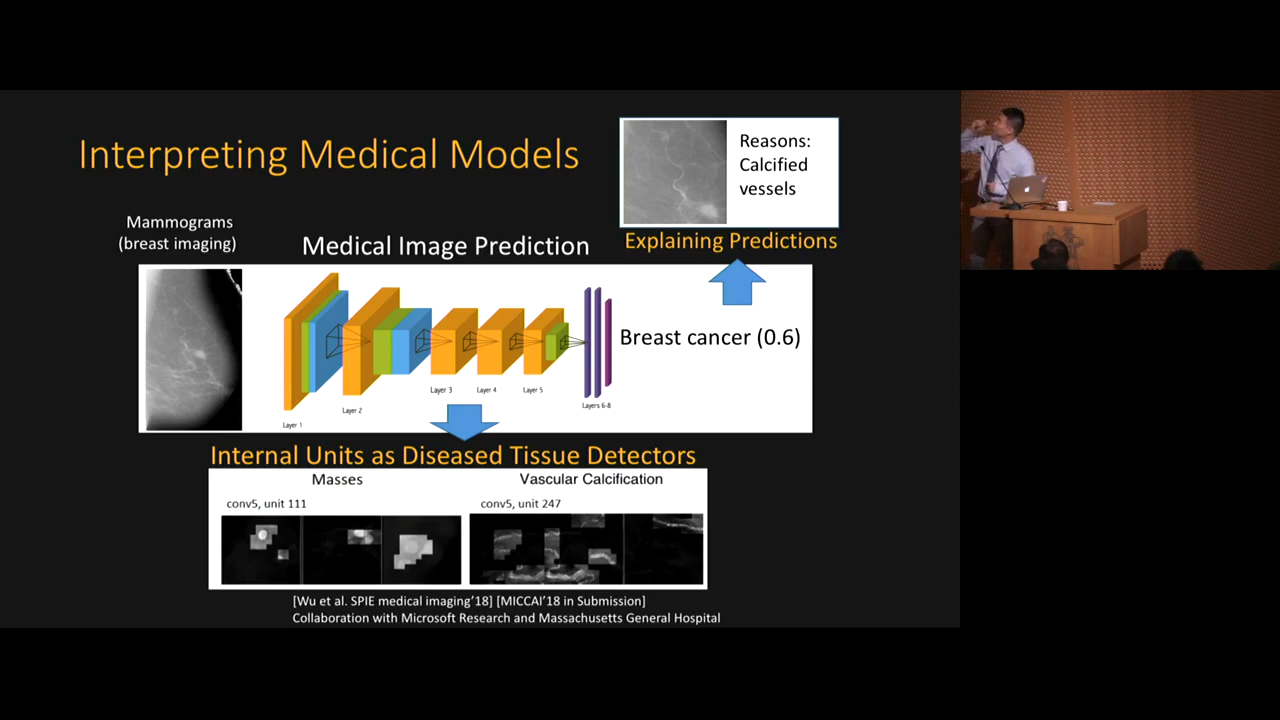 Interpreting Medical Models
Reasons:
Calcified
vessels
Mammograms
(breast imaging)
Medical Image Prediction
Explaining Predictions
Breast cancer (0.6)
Layer 1
Layer 2
Layer 3
Layer 4
Layer 5
Layers 6-8
Internal Units as Diseased Tissue Detectors
Masses
Vascular Calcification
conv5, unit 111
conv5, unit 247
[Wu et al. SPIE medical imaging'18] [MICCAI'18 in Submission]
Collaboration with Microsoft Research and Massachusetts General Hospital